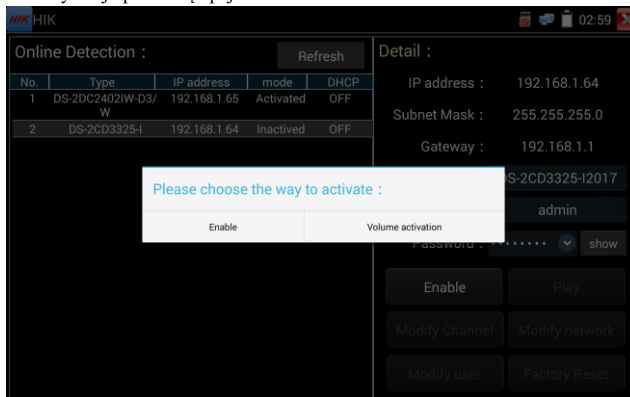 HIK HIK 02:59
Online Detection：
Refresh
No. Type IP address mode DHCP
1 DS-2DC2402IW-D3/W 192.168.1.65 Activated OFF
2 DS-2CD3325-I 192.168.1.64 Inactived OFF
Detail：
IP address： 192.168.1.64
Subnet Mask： 255.255.255.0
Gateway： 192.168.1.1
S-2CD3325-I2017
admin
Password： show
Please choose the way to activate：
Enable Volume activation
Enable Play
Modify Channel Modify network
Modify user Factory Reset